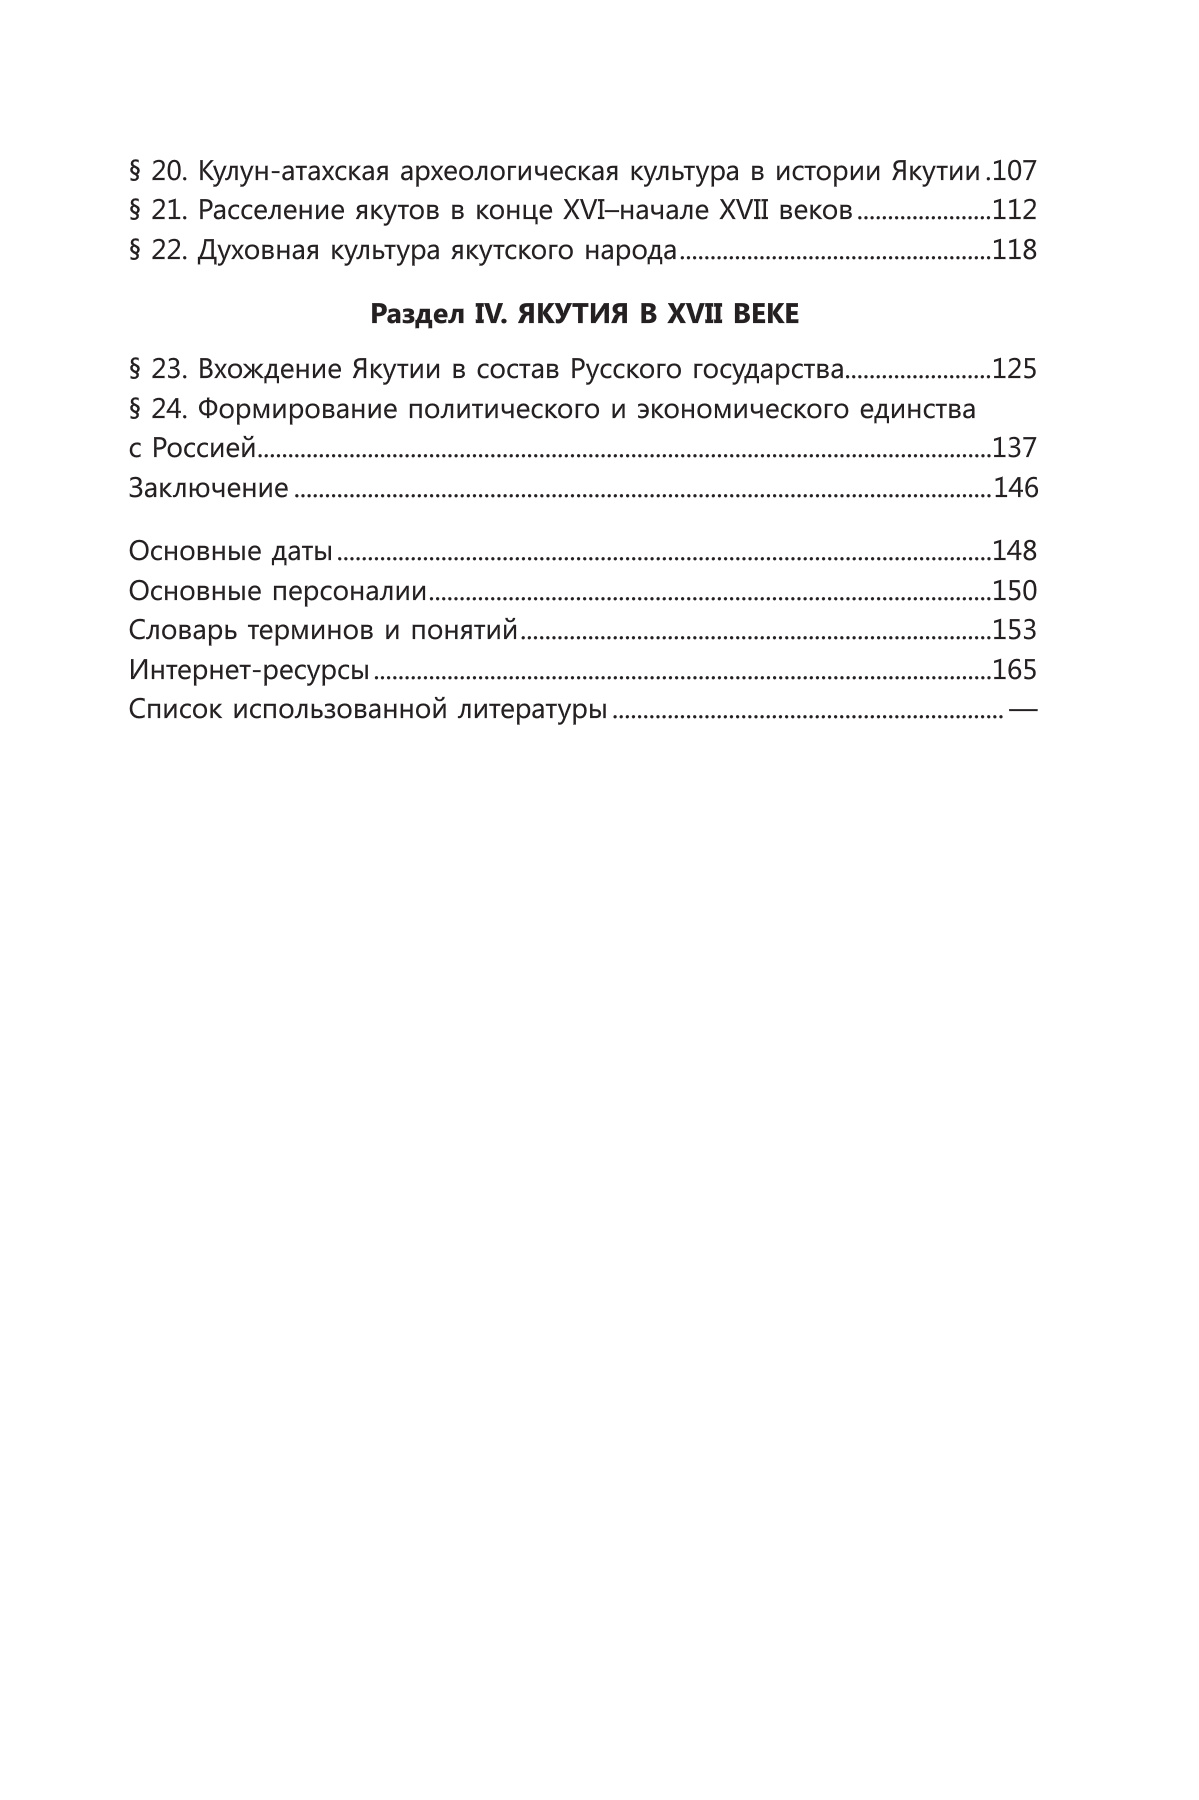 § 20. Кулун-атахская археологическая культура в истории Якутии .107
§ 21. Расселение якутов в конце XVI–начале XVII веков ......................112
§ 22. Духовная культура якутского народа....................................................118
Раздел IV. ЯКУТИЯ В XVII ВЕКЕ
§ 23. Вхождение Якутии в состав Русского государства........................125
§ 24. Формирование политического и экономического единства
с Россией..........................................................................................................................137
Заключение ....................................................................................................................146
Основные даты .............................................................................................................148
Основные персоналии..............................................................................................150
Словарь терминов и понятий...............................................................................153
Интернет-ресурсы .......................................................................................................165
Список использованной литературы ................................................................. —